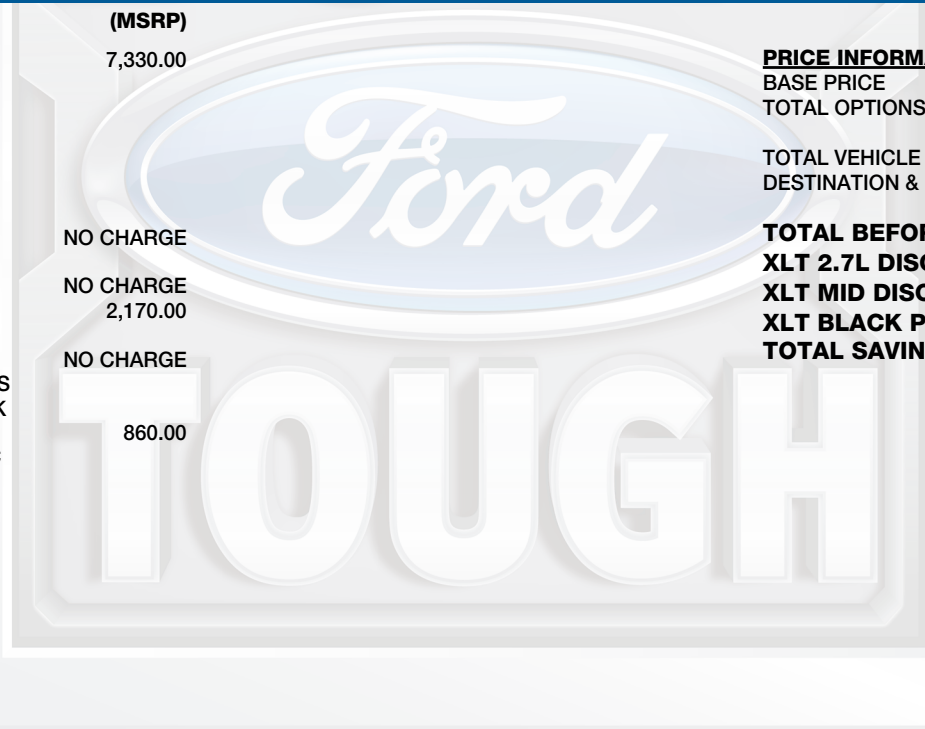 (MSRP)
7,330.00
NO CHARGE
NO CHARGE
2,170.00
NO CHARGE
S
K
860.00
PRICE INFORMA
BASE PRICE
TOTAL OPTIONS
TOTAL VEHICLE
DESTINATION &
TOTAL BEFOR
XLT 2.7L DISC
XLT MID DISC
XLT BLACK P
TOTAL SAVIN
Ford
TOUGH